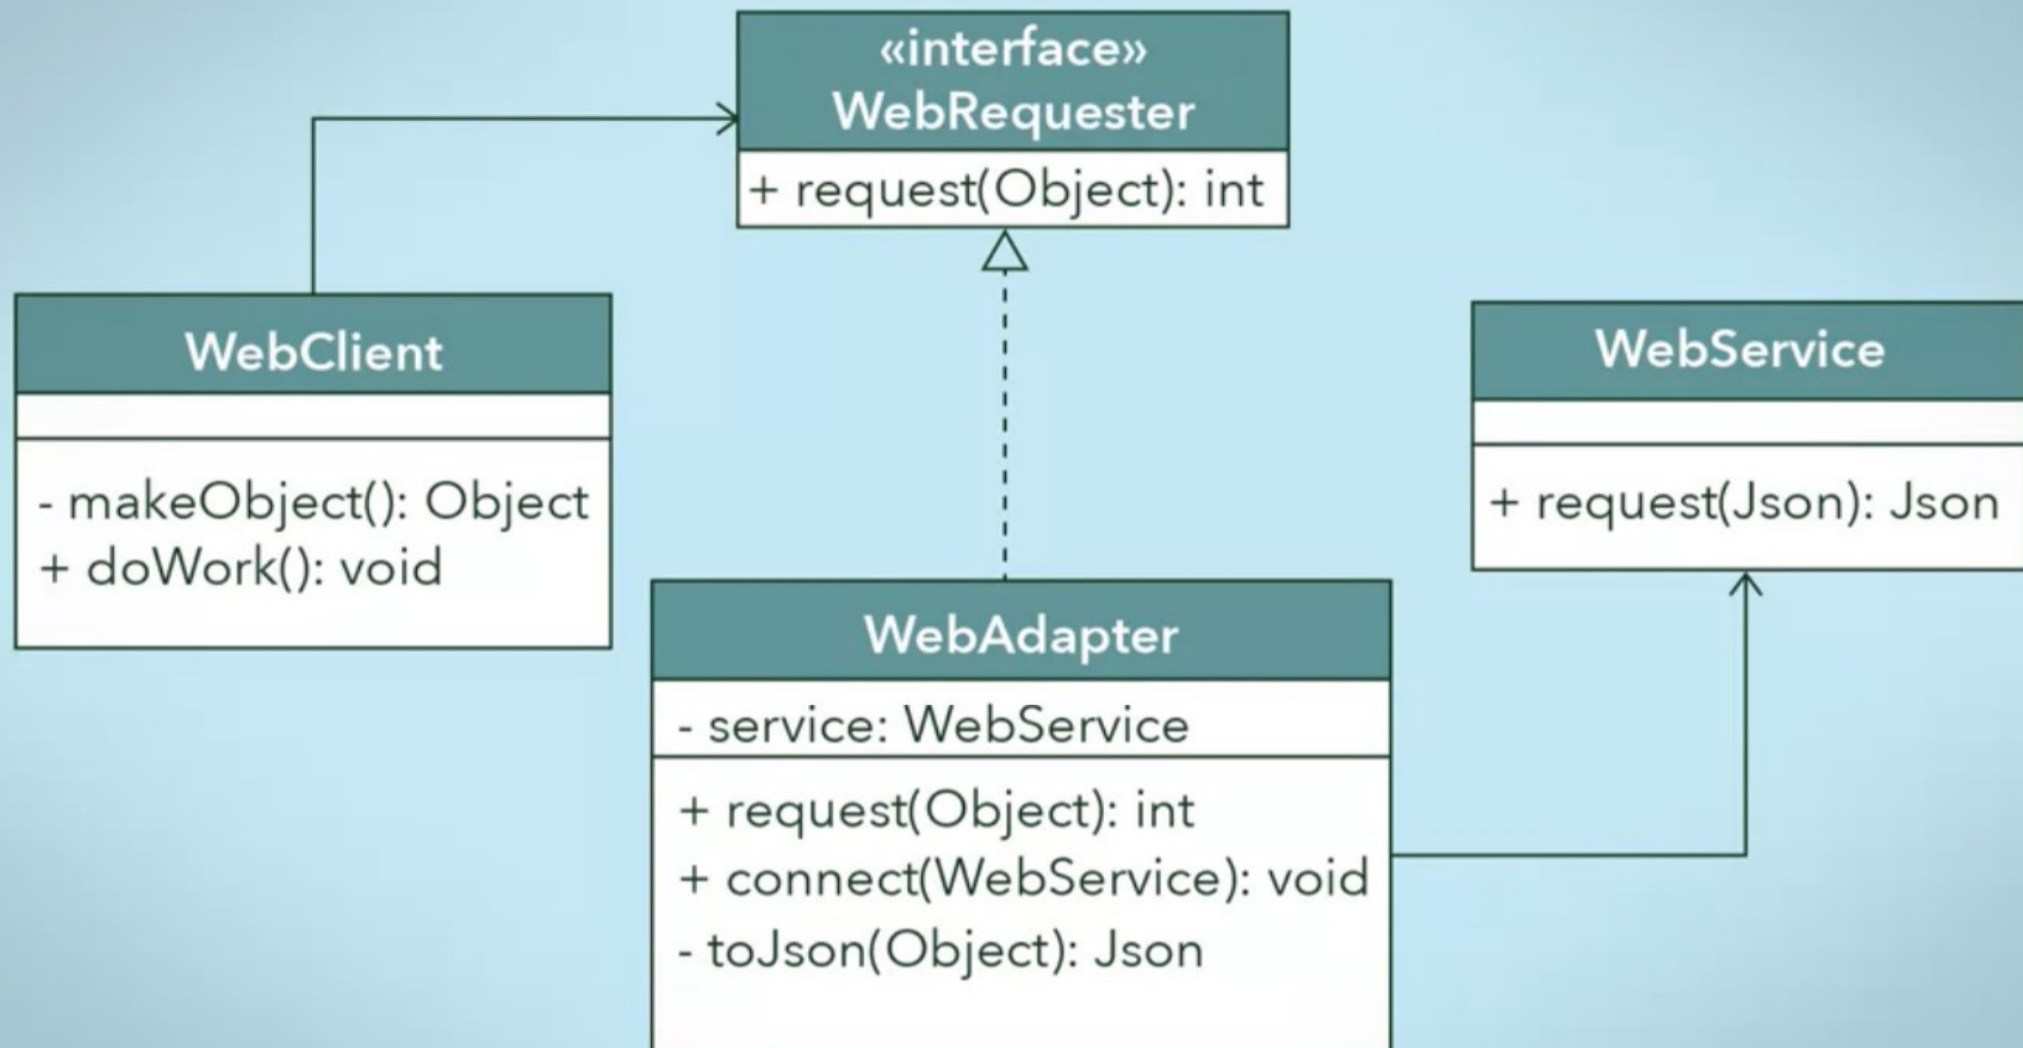 «interface»
WebRequester
+ request(Object): int
WebClient
- makeObject(): Object
+ doWork(): void
WebService
+ request(Json): Json
WebAdapter
- service: WebService
+ request(Object): int
+ connect(WebService): void
- toJson(Object): Json